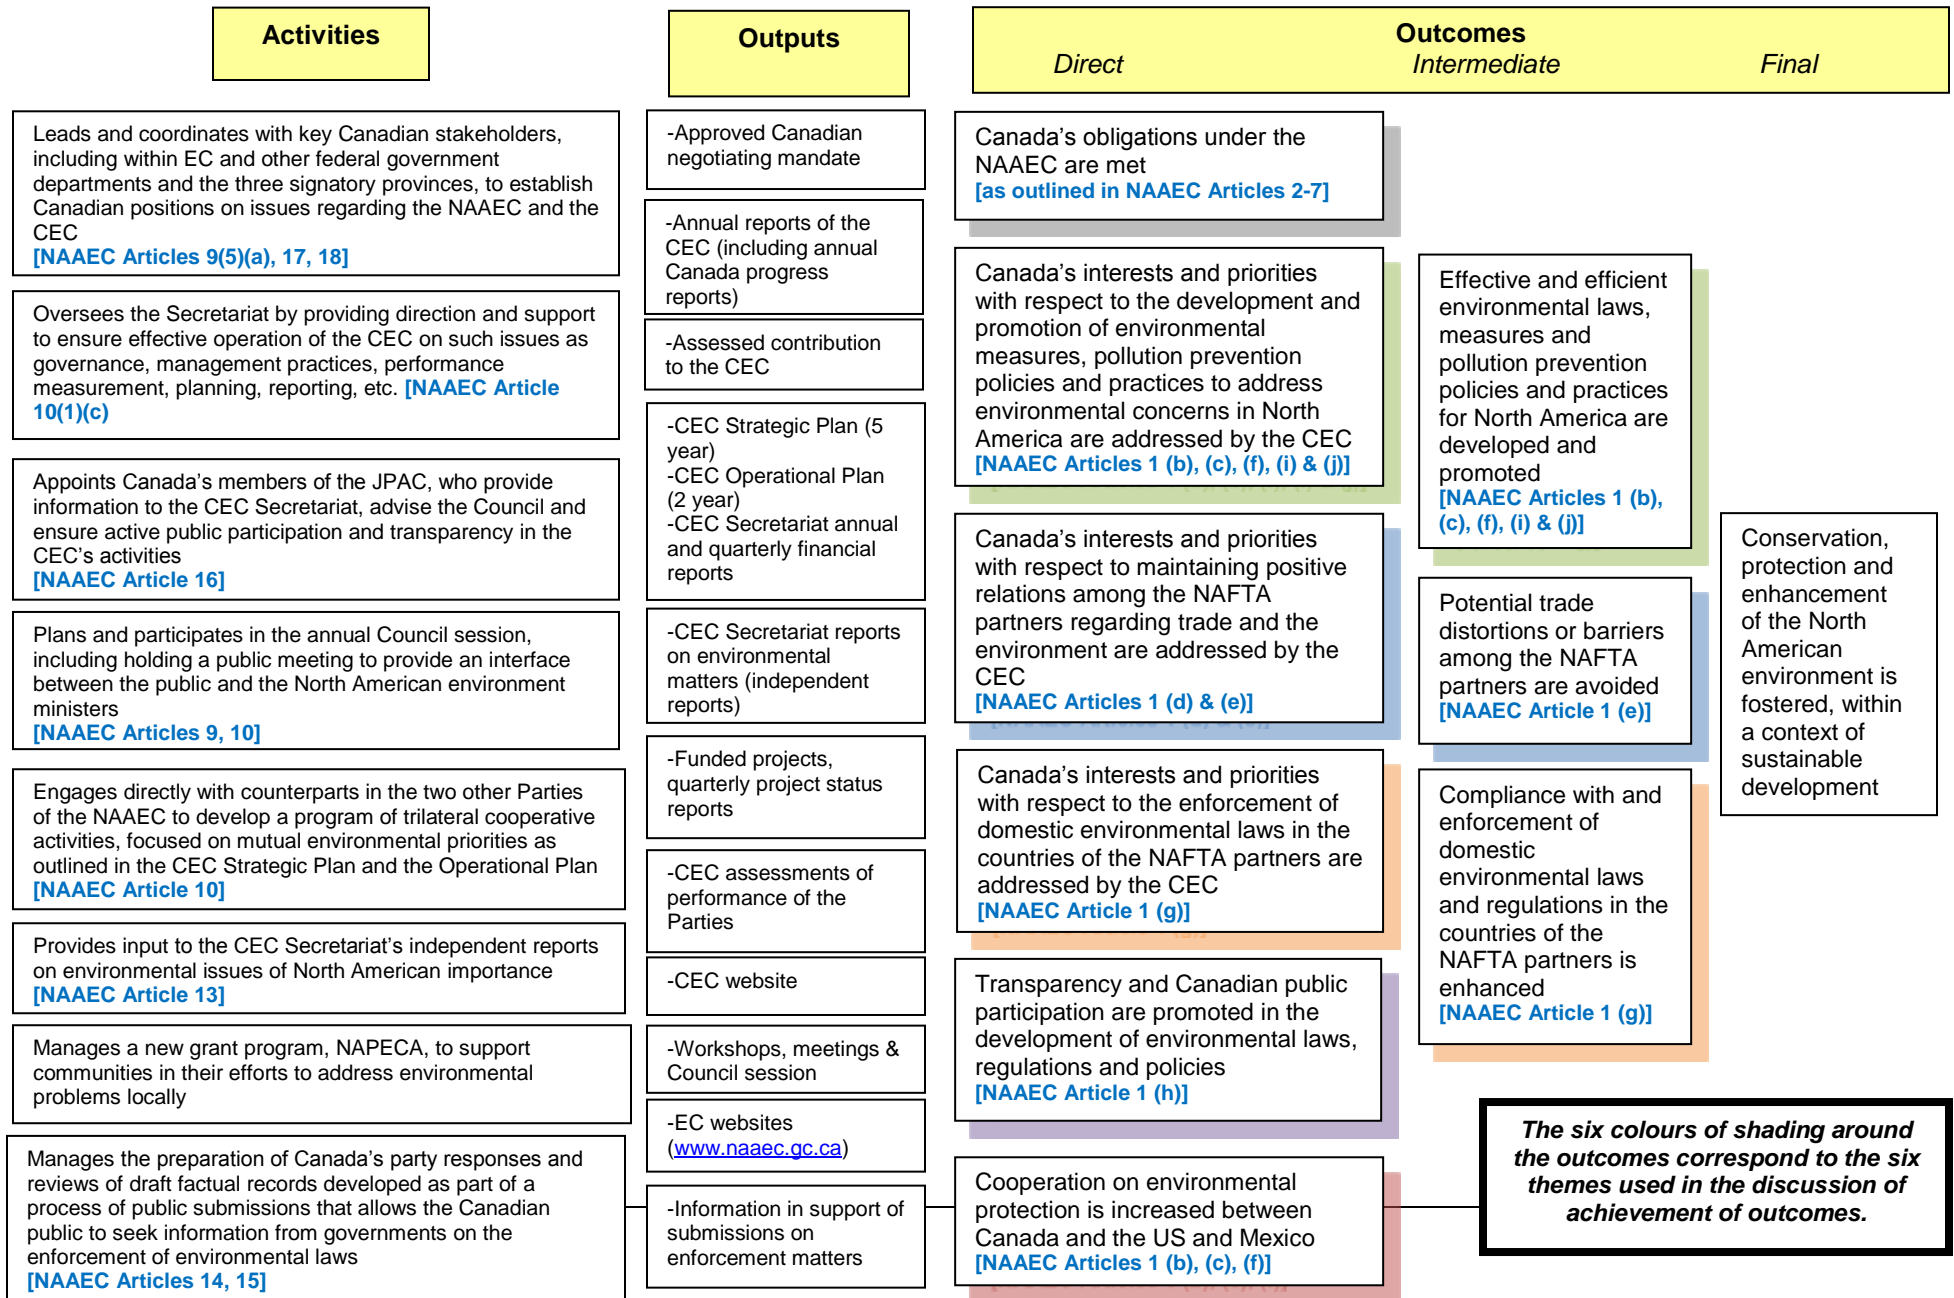 Activities
Outputs
Outcomes
Direct Intermediate Final
Leads and coordinates with key Canadian stakeholders,
including within EC and other federal government
departments and the three signatory provinces, to establish
Canadian positions on issues regarding the NAAEC and the
CEC
[NAAEC Articles 9(5)(a), 17, 18]
Oversees the Secretariat by providing direction and support
to ensure effective operation of the CEC on such issues as
governance, management practices, performance
measurement, planning, reporting, etc. [NAAEC Article
10(1)(c)
Appoints Canada's members of the JPAC, who provide
information to the CEC Secretariat, advise the Council and
ensure active public participation and transparency in the
CEC's activities
[NAAEC Article 16]
Plans and participates in the annual Council session,
including holding a public meeting to provide an interface
between the public and the North American environment
ministers
[NAAEC Articles 9, 10]
Engages directly with counterparts in the two other Parties
of the NAAEC to develop a program of trilateral cooperative
activities, focused on mutual environmental priorities as
outlined in the CEC Strategic Plan and the Operational Plan
[NAAEC Article 10]
Provides input to the CEC Secretariat's independent reports
on environmental issues of North American importance
[NAAEC Article 13]
Manages a new grant program, NAPECA, to support
communities in their efforts to address environmental
problems locally
Manages the preparation of Canada's party responses and
reviews of draft factual records developed as part of a
process of public submissions that allows the Canadian
public to seek information from governments on the
enforcement of environmental laws
[NAAEC Articles 14, 15]
-Approved Canadian
negotiating mandate
-Annual reports of the
CEC (including annual
Canada progress
reports)
-Assessed contribution
to the CEC
-CEC Strategic Plan (5
year)
-CEC Operational Plan
(2 year)
-CEC Secretariat annual
and quarterly financial
reports
-CEC Secretariat reports
on environmental
matters (independent
reports)
-Funded projects,
quarterly project status
reports
-CEC assessments of
performance of the
Parties
-CEC website
-Workshops, meetings &
Council session
-EC websites
(www.naaec.gc.ca)
-Information in support of
submissions on
enforcement matters
Canada's obligations under the
NAAEC are met
[as outlined in NAAEC Articles 2-7]
Canada's interests and priorities
with respect to the development and
promotion of environmental
measures, pollution prevention
policies and practices to address
environmental concerns in North
America are addressed by the CEC
[NAAEC Articles 1 (b), (c), (f), (i) & (j)]
Canada's interests and priorities
with respect to maintaining positive
relations among the NAFTA
partners regarding trade and the
environment are addressed by the
CEC
[NAAEC Articles 1 (d) & (e)]
Canada's interests and priorities
with respect to the enforcement of
domestic environmental laws in the
countries of the NAFTA partners are
addressed by the CEC
[NAAEC Article 1 (g)]
Transparency and Canadian public
participation are promoted in the
development of environmental laws,
regulations and policies
[NAAEC Article 1 (h)]
Cooperation on environmental
protection is increased between
Canada and the US and Mexico
[NAAEC Articles 1 (b), (c), (f)]
Effective and efficient
environmental laws,
measures and
pollution prevention
policies and practices
for North America are
developed and
promoted
[NAAEC Articles 1 (b),
(c), (f), (i) & (j)]
Potential trade
distortions or barriers
among the NAFTA
partners are avoided
[NAAEC Article 1 (e)]
Compliance with and
enforcement of
domestic
environmental laws
and regulations in the
countries of the
NAFTA partners is
enhanced
[NAAEC Article 1 (g)]
Conservation,
protection and
enhancement
of the North
American
environment is
fostered, within
a context of
sustainable
development
The six colours of shading around
the outcomes correspond to the six
themes used in the discussion of
achievement of outcomes.